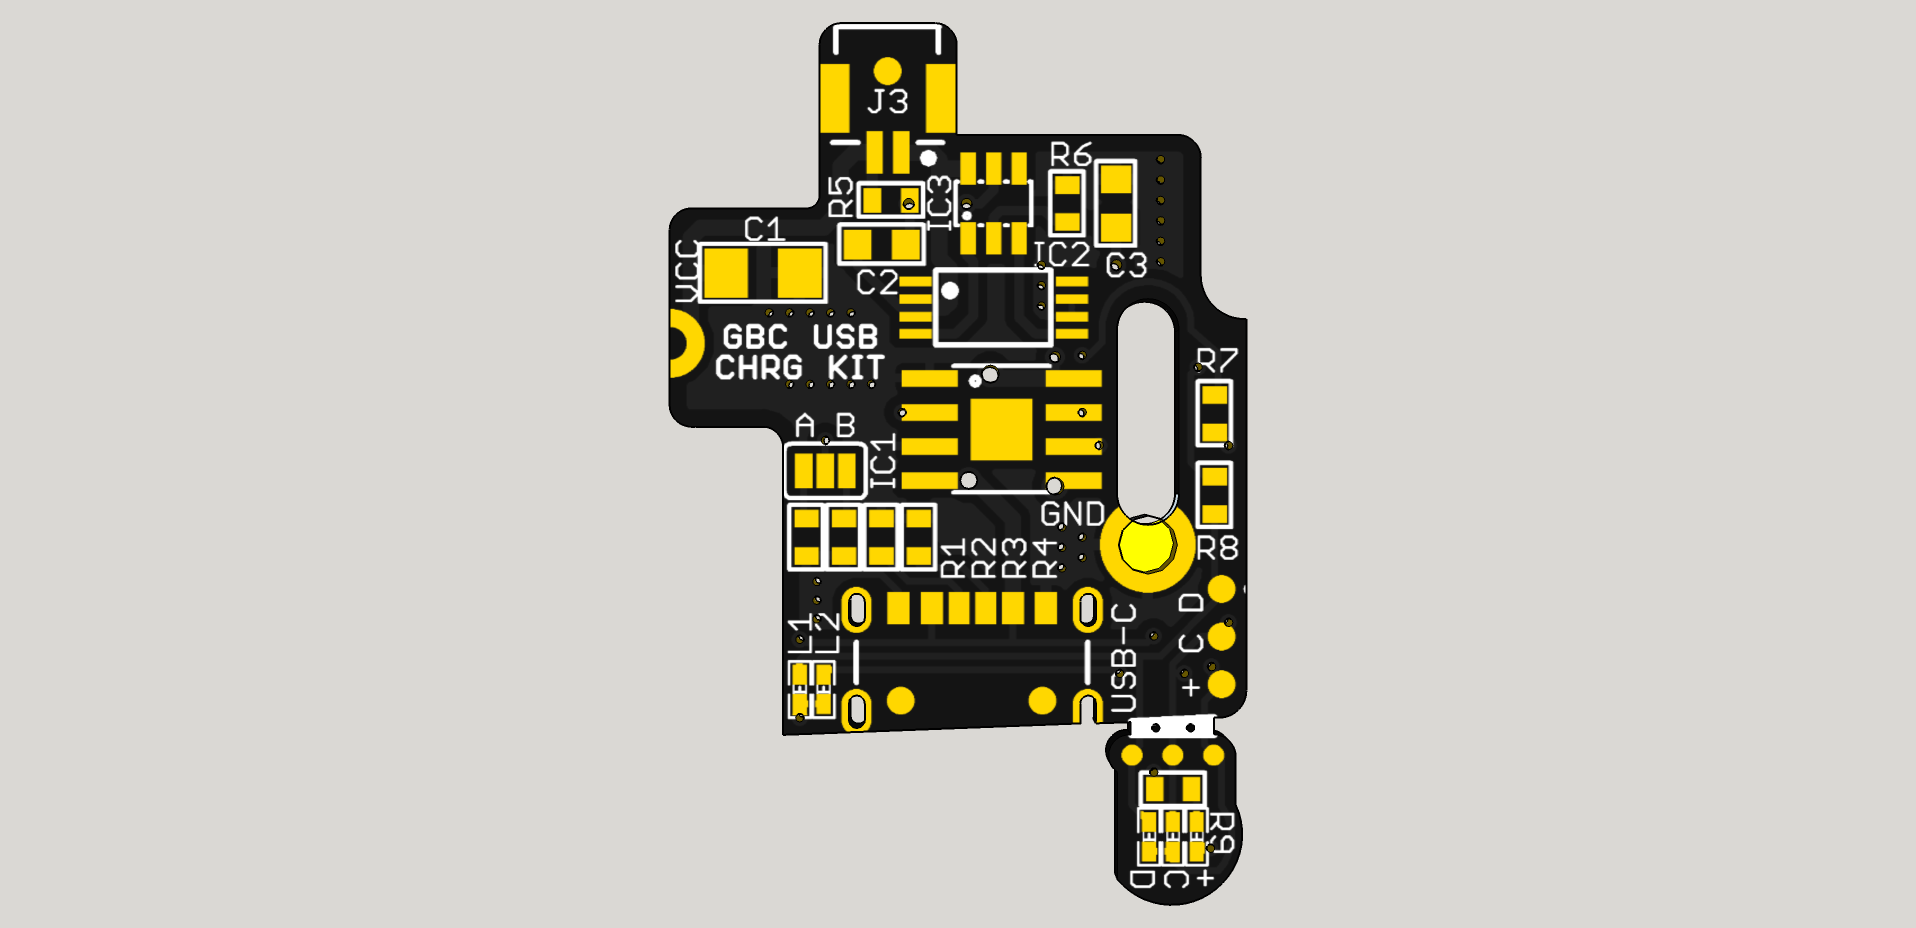 J3
R6
R5
IC3
C1
VCC
C2
IC2
C3
GBC USB
CHRG KIT
R7
A B
IC1
GND
R1
R2
R3
R4
R8
L1
L2
USB-C
D
C
+
R9
D
C
+